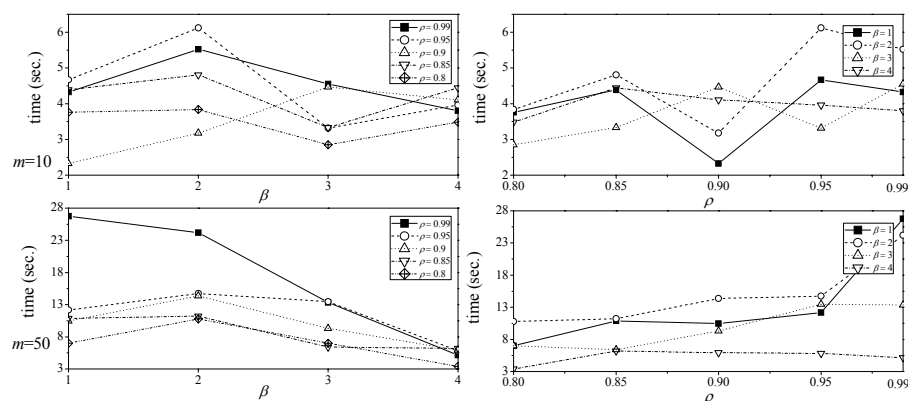 time (sec.)
6
5
4
3
2
1
2
3
4
β
m=10
ρ = 0.99
ρ = 0.95
ρ = 0.9
ρ = 0.85
ρ = 0.8
time (sec.)
6
5
4
3
2
0.80
0.85
0.90
0.95
0.99
ρ
β = 1
β = 2
β = 3
β = 4
time (sec.)
28
23
18
13
8
3
1
2
3
4
β
m=50
ρ = 0.99
ρ = 0.95
ρ = 0.9
ρ = 0.85
ρ = 0.8
time (sec.)
28
23
18
13
8
3
0.80
0.85
0.90
0.95
0.99
ρ
β = 1
β = 2
β = 3
β = 4